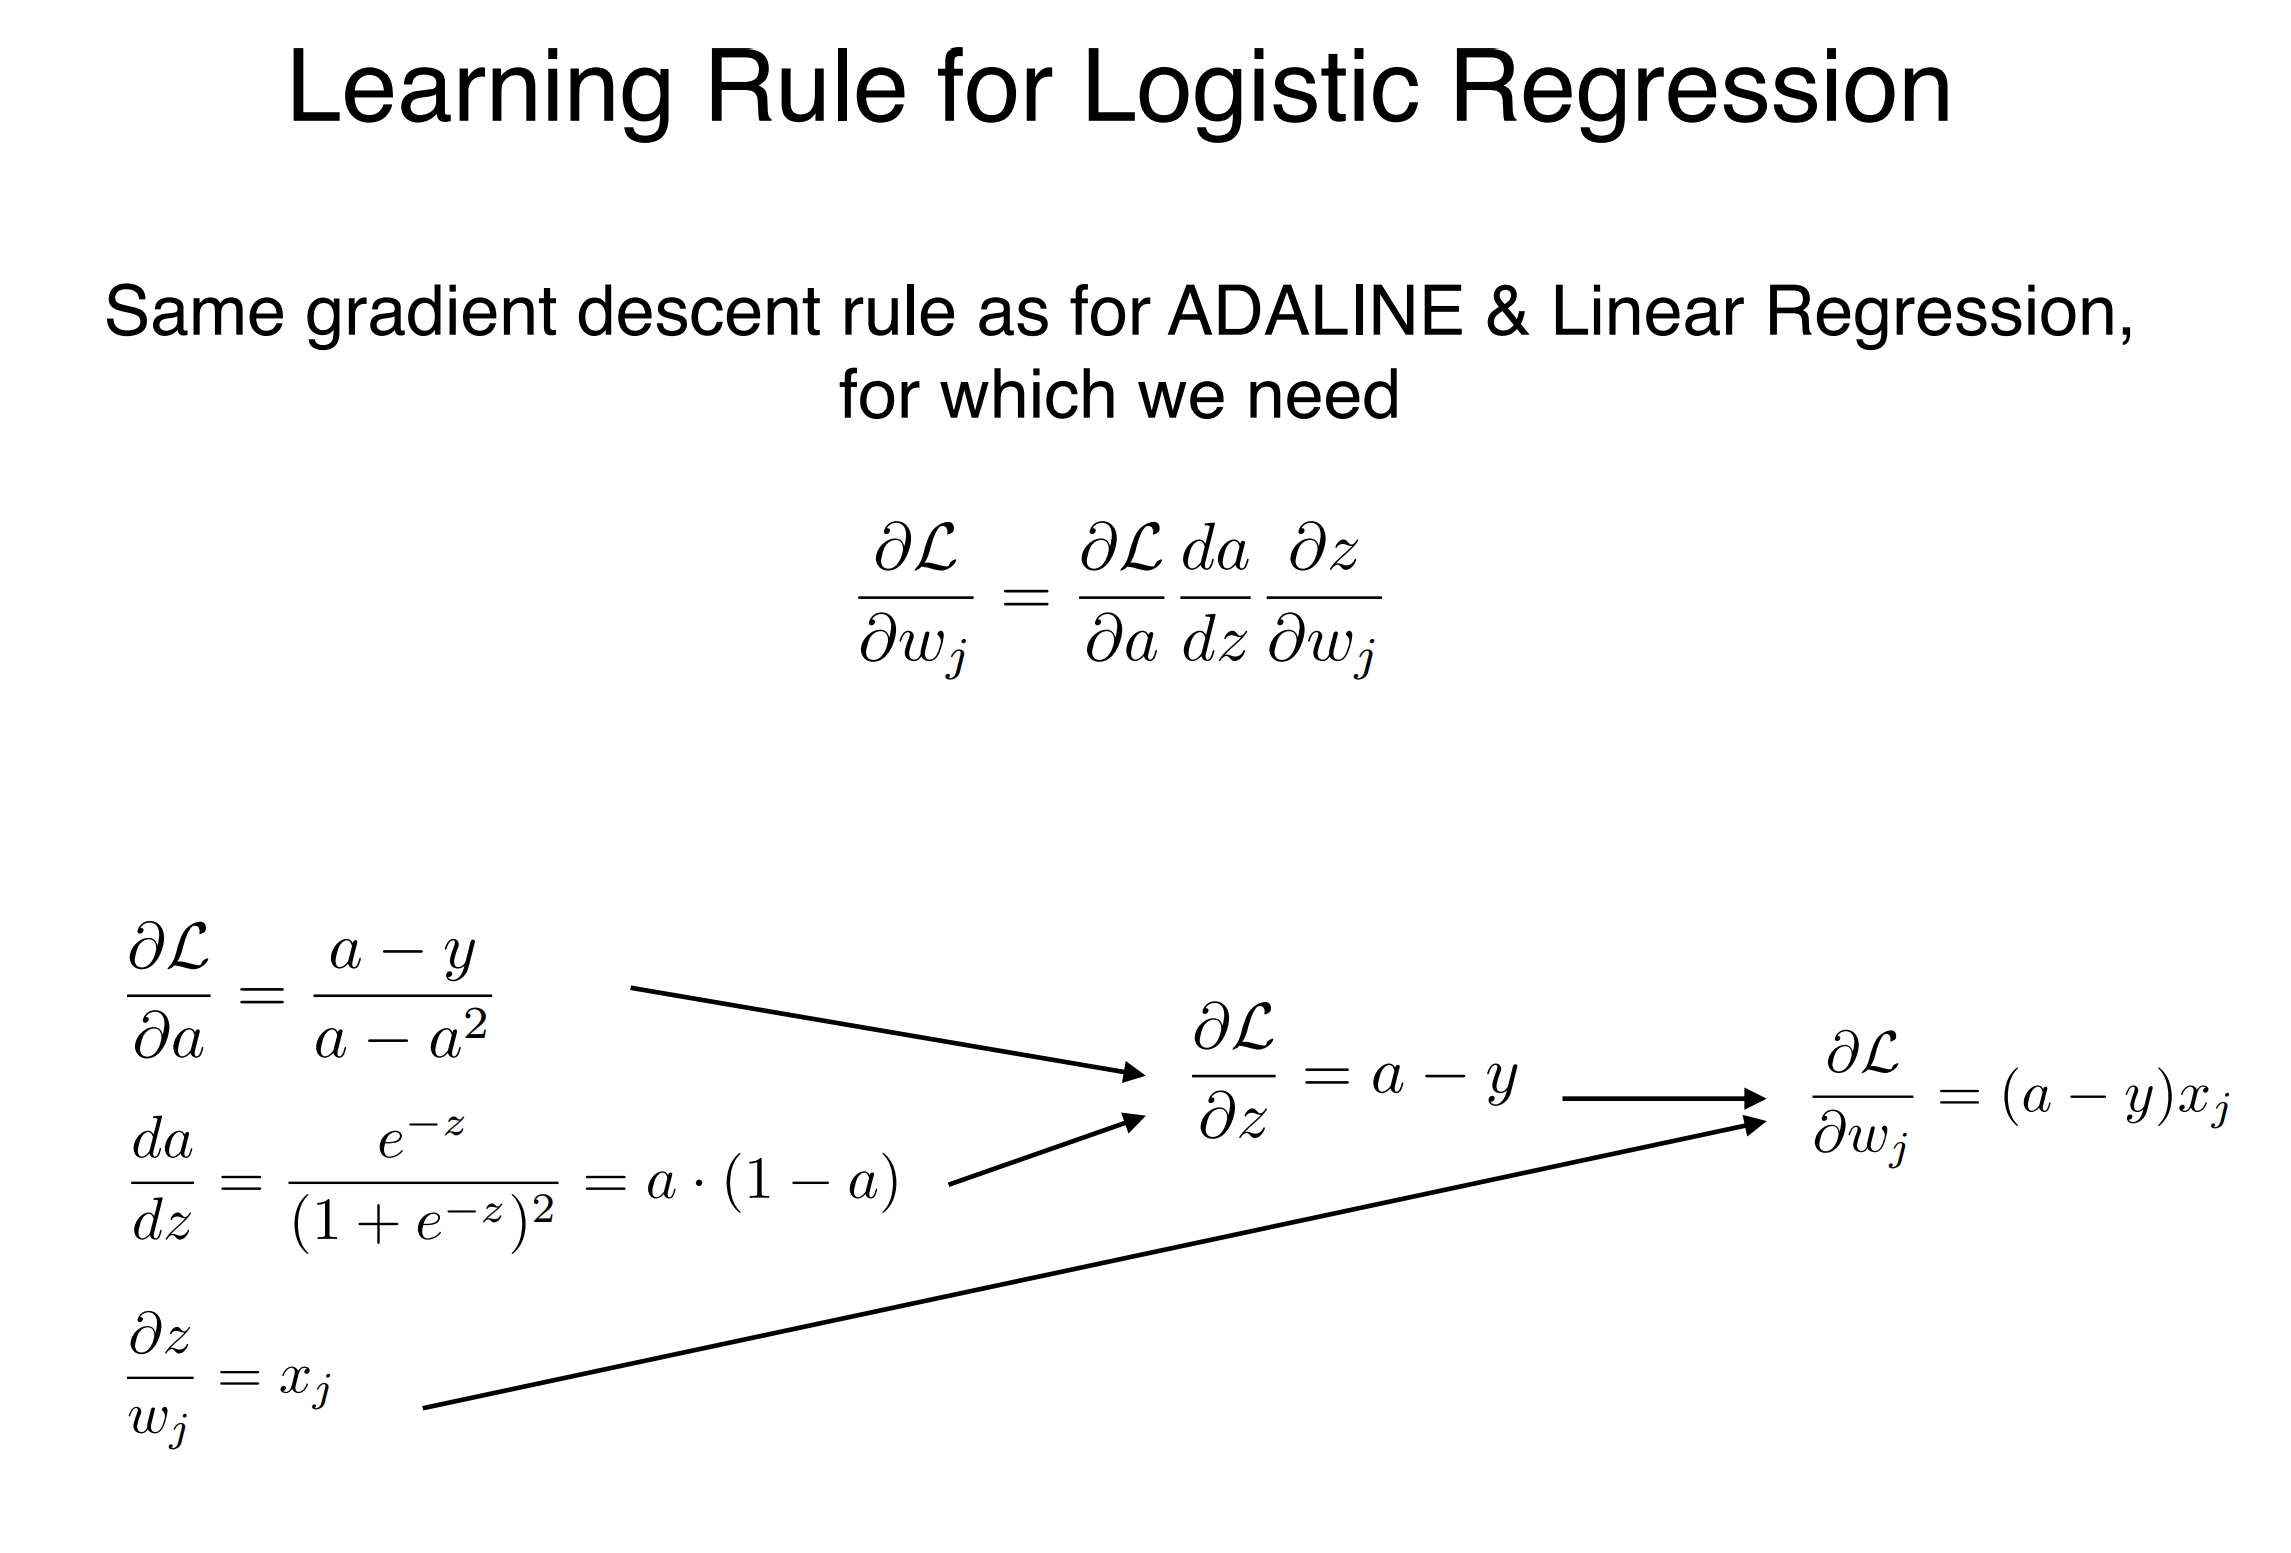 Learning Rule for Logistic Regression
Same gradient descent rule as for ADALINE & Linear Regression,
for which we need
\frac{\partial \mathcal{L}}{\partial w_j} = \frac{\partial \mathcal{L}}{\partial a} \frac{da}{dz} \frac{\partial z}{\partial w_j}
\frac{\partial \mathcal{L}}{\partial a} = \frac{a - y}{a - a^2}
\frac{da}{dz} = \frac{e^{-z}}{(1 + e^{-z})^2} = a \cdot (1 - a)
\frac{\partial z}{w_j} = x_j
\frac{\partial \mathcal{L}}{\partial z} = a - y
\frac{\partial \mathcal{L}}{\partial w_j} = (a - y)x_j